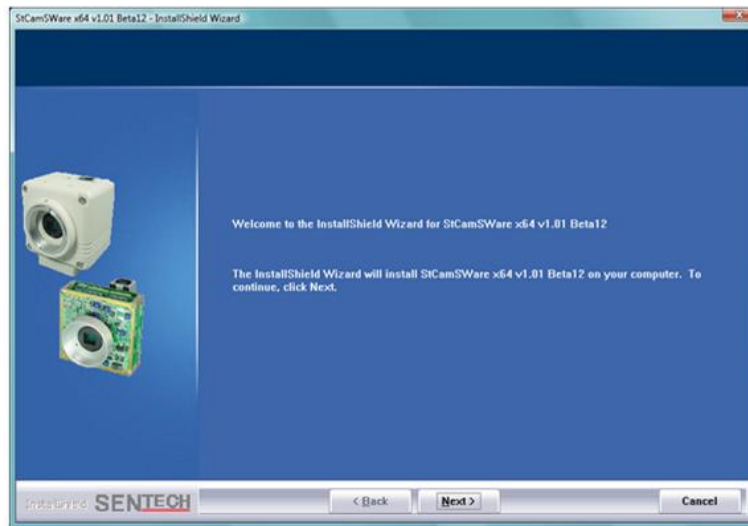 StCamSWare x64 v1.01 Beta12 - InstallShield Wizard
Welcome to the InstallShield Wizard for StCamSWare x64 v1.01 Beta12
The InstallShield Wizard will install StCamSWare x64 v1.01 Beta12 on your computer. To
continue, click Next.
InstallShield SENTECH < Back Next > Cancel